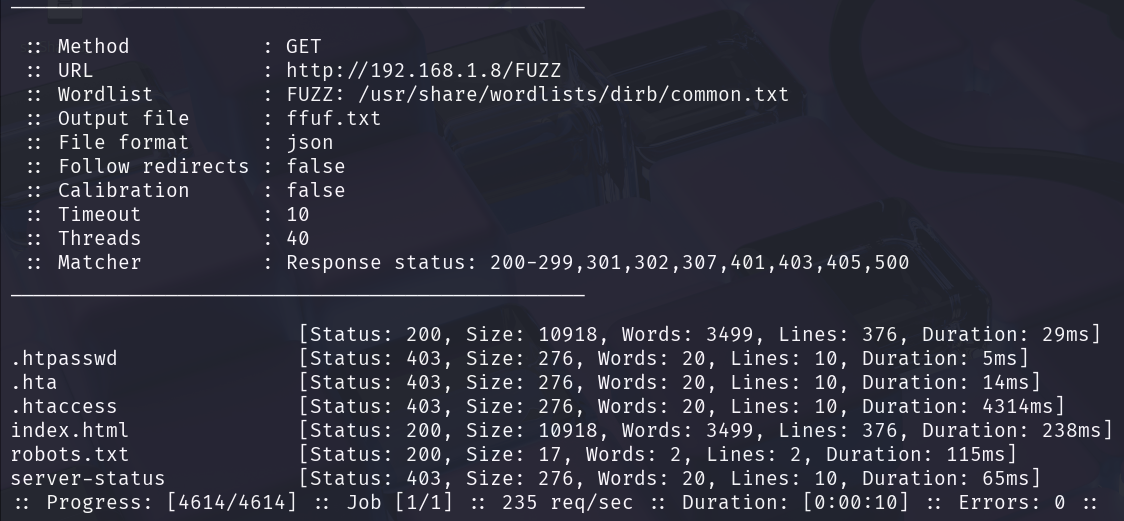 :: Method           : GET
:: URL              : http://192.168.1.8/FUZZ
:: Wordlist         : FUZZ: /usr/share/wordlists/dirb/common.txt
:: Output file      : ffuf.txt
:: File format      : json
:: Follow redirects : false
:: Calibration      : false
:: Timeout          : 10
:: Threads          : 40
:: Matcher          : Response status: 200-299,301,302,307,401,403,405,500
[Status: 200, Size: 10918, Words: 3499, Lines: 376, Duration: 29ms]
.htpasswd               [Status: 403, Size: 276, Words: 20, Lines: 10, Duration: 5ms]
.hta                    [Status: 403, Size: 276, Words: 20, Lines: 10, Duration: 14ms]
.htaccess               [Status: 403, Size: 276, Words: 20, Lines: 10, Duration: 4314ms]
index.html              [Status: 200, Size: 10918, Words: 3499, Lines: 376, Duration: 238ms]
robots.txt              [Status: 200, Size: 17, Words: 2, Lines: 2, Duration: 115ms]
server-status           [Status: 403, Size: 276, Words: 20, Lines: 10, Duration: 65ms]
:: Progress: [4614/4614] :: Job [1/1] :: 235 req/sec :: Duration: [0:00:10] :: Errors: 0 ::